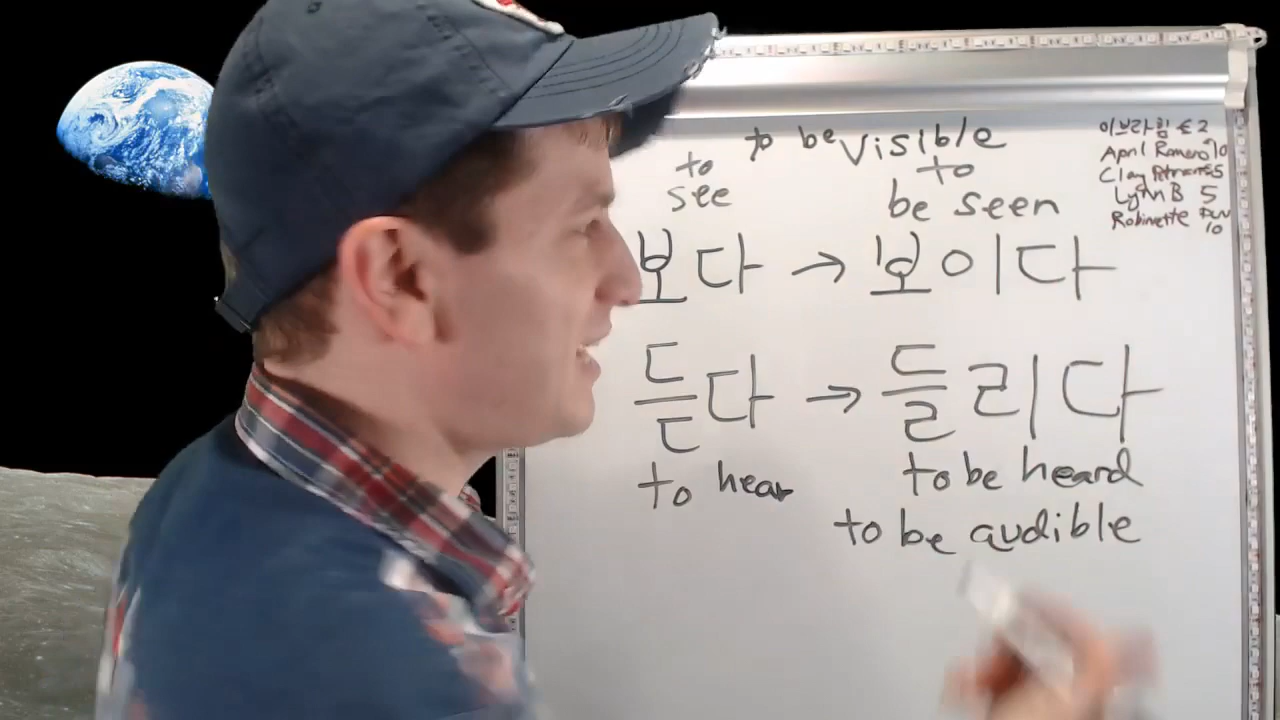 to be visible
to
see
to
be seen
보다 → 보이다
듣다 → 들리다
to hear
to be heard
to be audible
이브라힘 € 2
April Romero 10
Clay 5
Lynn B 5
Robinette
10